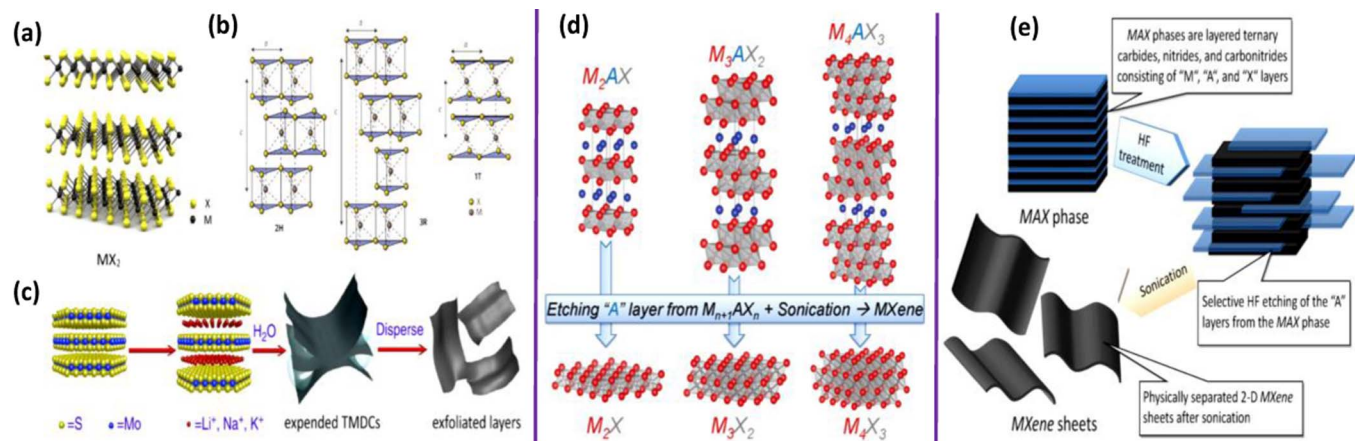 (a)
X
M
MX2
(b)
a
c
2H
a
c
3R
a
c
1T
X
M
(c)
H2O
Disperse
=S
=Mo
=Li+, Na+, K+
expended TMDCs
exfoliated layers
(d)
M2AX
M3AX2
M4AX3
Etching "A" layer from Mn+1AXn + Sonication → MXene
M2X
M3X2
M4X3
(e)
MAX phases are layered ternary
carbides, nitrides, and carbonitrides
consisting of "M", "A", and "X" layers
HF
treatment
MAX phase
Sonication
Selective HF etching of the "A"
layers from the MAX phase
Physically separated 2-D MXene
sheets after sonication
MXene sheets